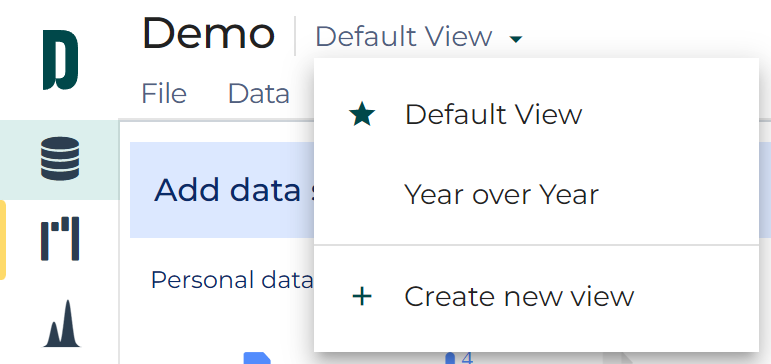 Demo
Default View
File
Data
Default View
Year over Year
Create new view
Add data
Personal data
4